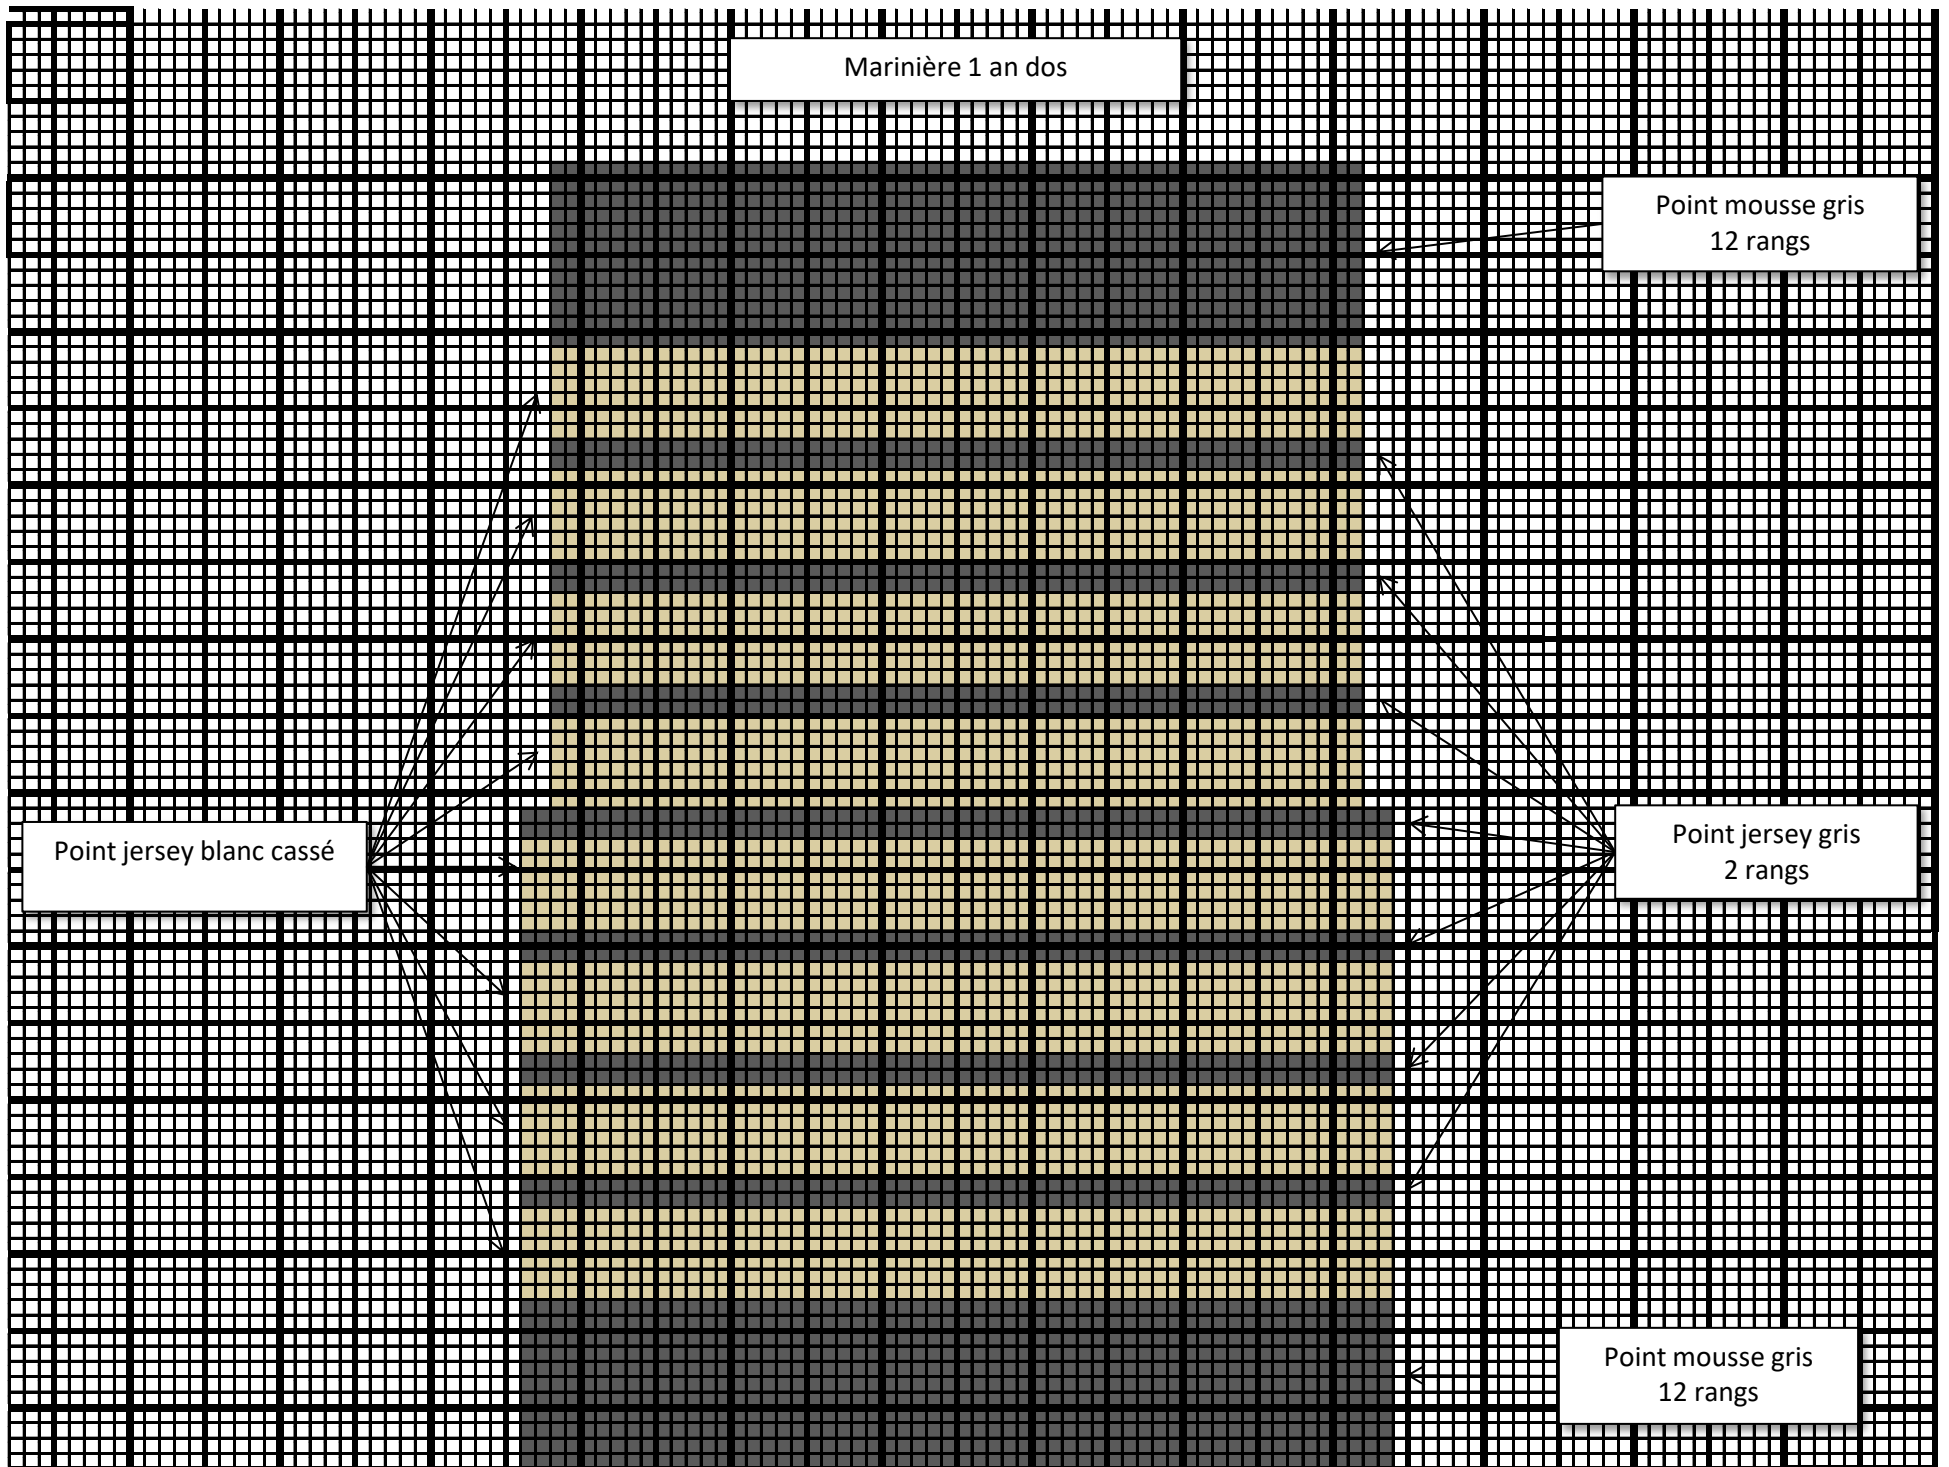 Marinière 1 an dos
Point mousse gris
12 rangs
Point jersey blanc cassé
Point jersey gris
2 rangs
Point mousse gris
12 rangs